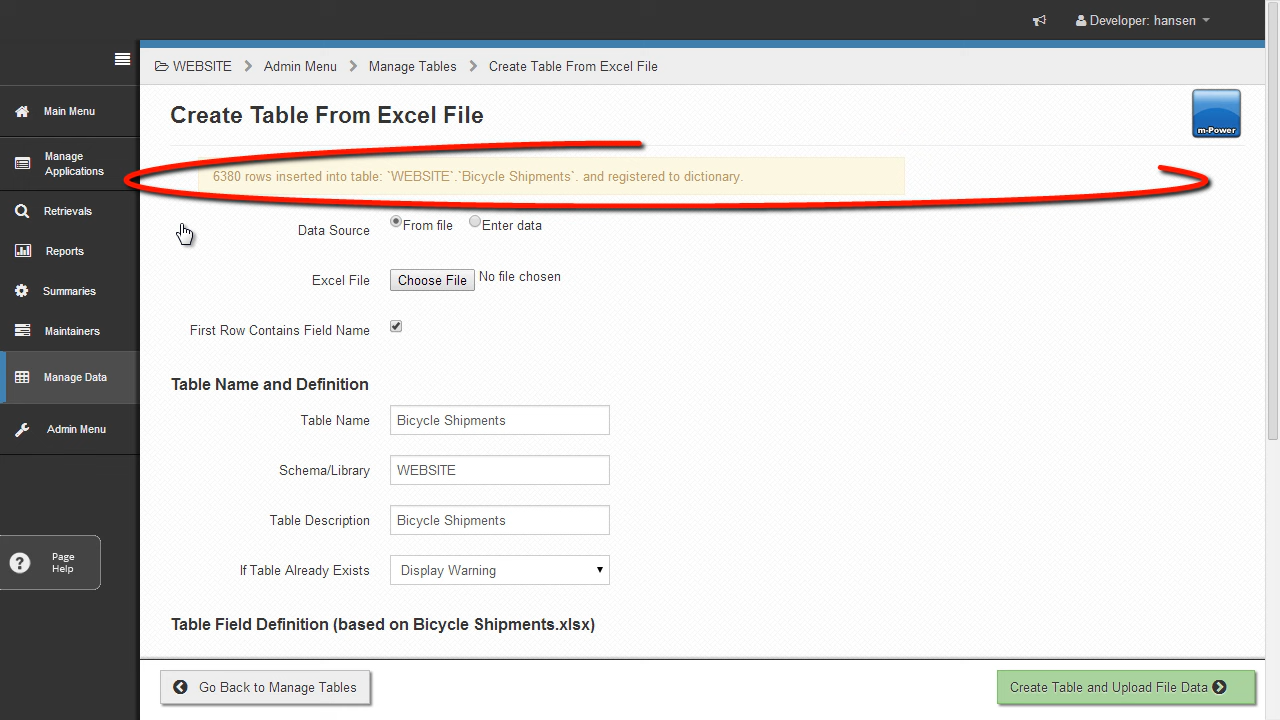 Developer: hansen
WEBSITE > Admin Menu > Manage Tables > Create Table From Excel File
Main Menu
Manage
Applications
Retrievals
Reports
Summaries
Maintainers
Manage Data
Admin Menu
? Page
Help
Create Table From Excel File
m-Power
6380 rows inserted into table: `WEBSITE`.`Bicycle Shipments`. and registered to dictionary.
Data Source From file Enter data
Excel File Choose File No file chosen
First Row Contains Field Name
Table Name and Definition
Table Name Bicycle Shipments
Schema/Library WEBSITE
Table Description Bicycle Shipments
If Table Already Exists Display Warning
Table Field Definition (based on Bicycle Shipments.xlsx)
Go Back to Manage Tables
Create Table and Upload File Data